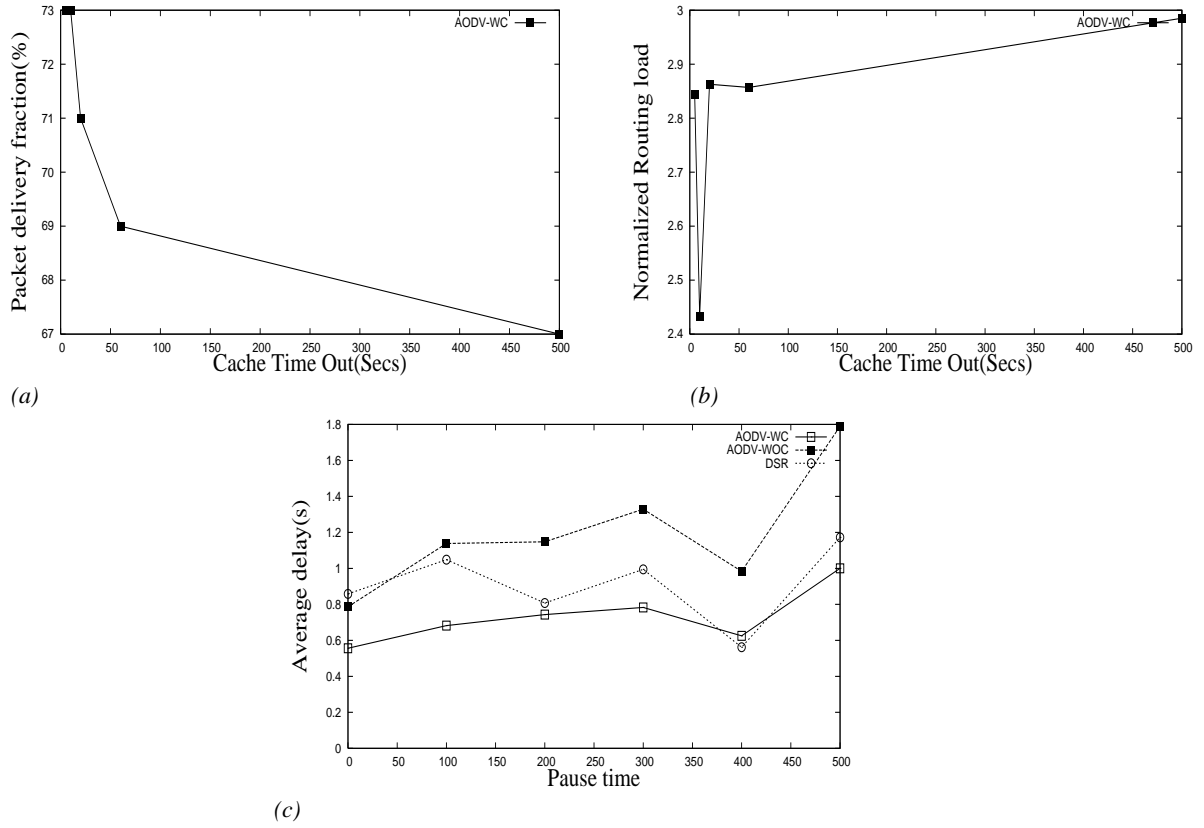 73
72
71
70
69
68
67
0 50 100 150 200 250 300 350 400 450 500
Packet delivery fraction(%)
Cache Time Out(Secs)
AODV-WC
(a)
3
2.9
2.8
2.7
2.6
2.5
2.4
0 50 100 150 200 250 300 350 400 450 500
Normalized Routing load
Cache Time Out(Secs)
AODV-WC
(b)
1.8
1.6
1.4
1.2
1
0.8
0.6
0.4
0.2
0
0 50 100 150 200 250 300 350 400 450 500
Average delay(s)
Pause time
AODV-WC
AODV-WOC
DSR
(c)